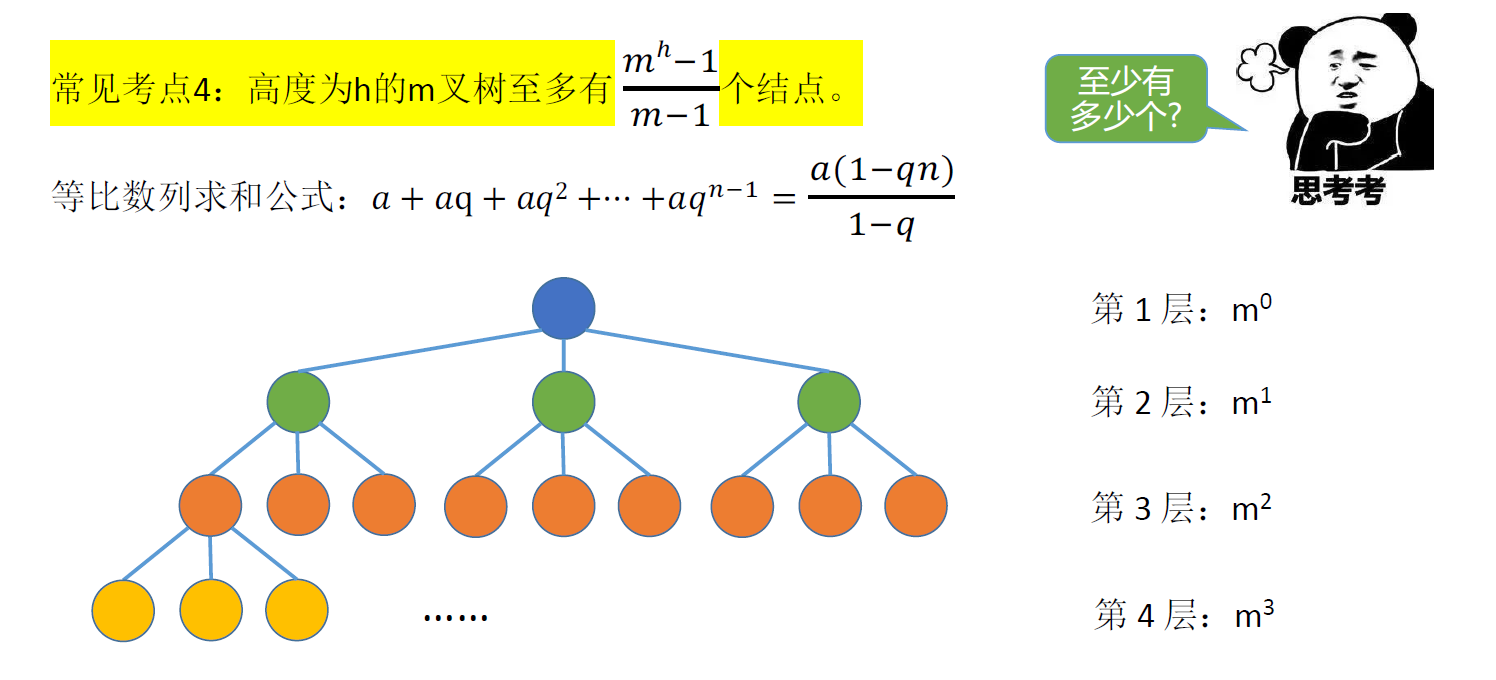 常见考点4：高度为h的m叉树至多有 \frac{m^h-1}{m-1} 个结点。
至少有
多少个?
思考考
等比数列求和公式：a + aq + aq² +⋯ +aqⁿ⁻¹ = \frac{a(1-qn)}{1-q}
第 1 层：m⁰
第 2 层：m¹
第 3 层：m²
……
第 4 层：m³